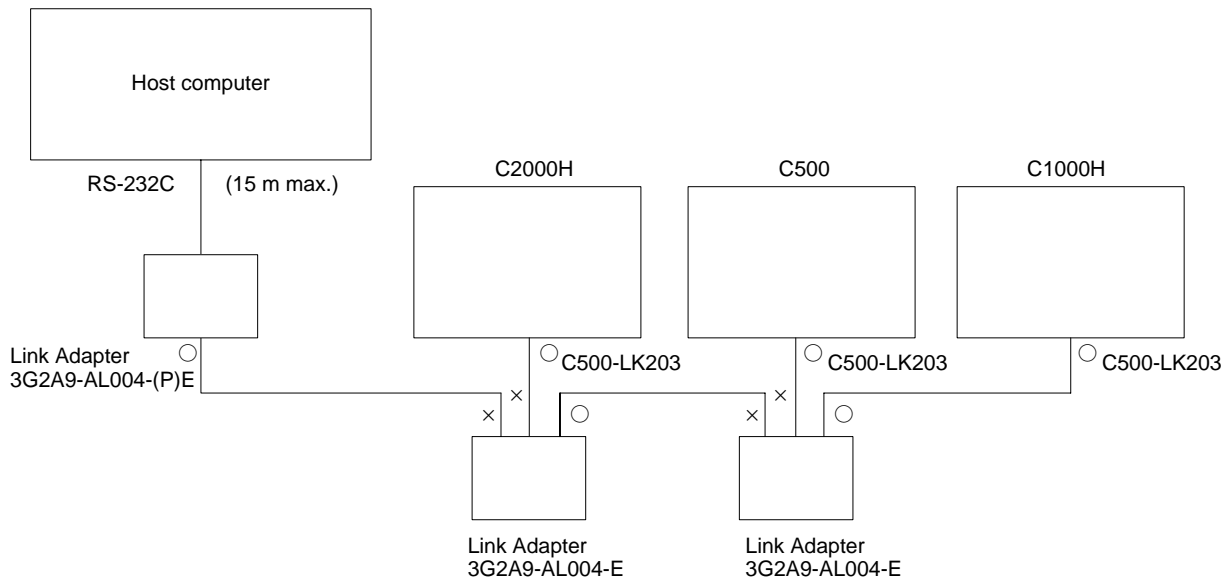 Host computer
RS-232C (15 m max.)
C2000H
C500
C1000H
Link Adapter
3G2A9-AL004-(P)E
C500-LK203
C500-LK203
C500-LK203
Link Adapter
3G2A9-AL004-E
Link Adapter
3G2A9-AL004-E